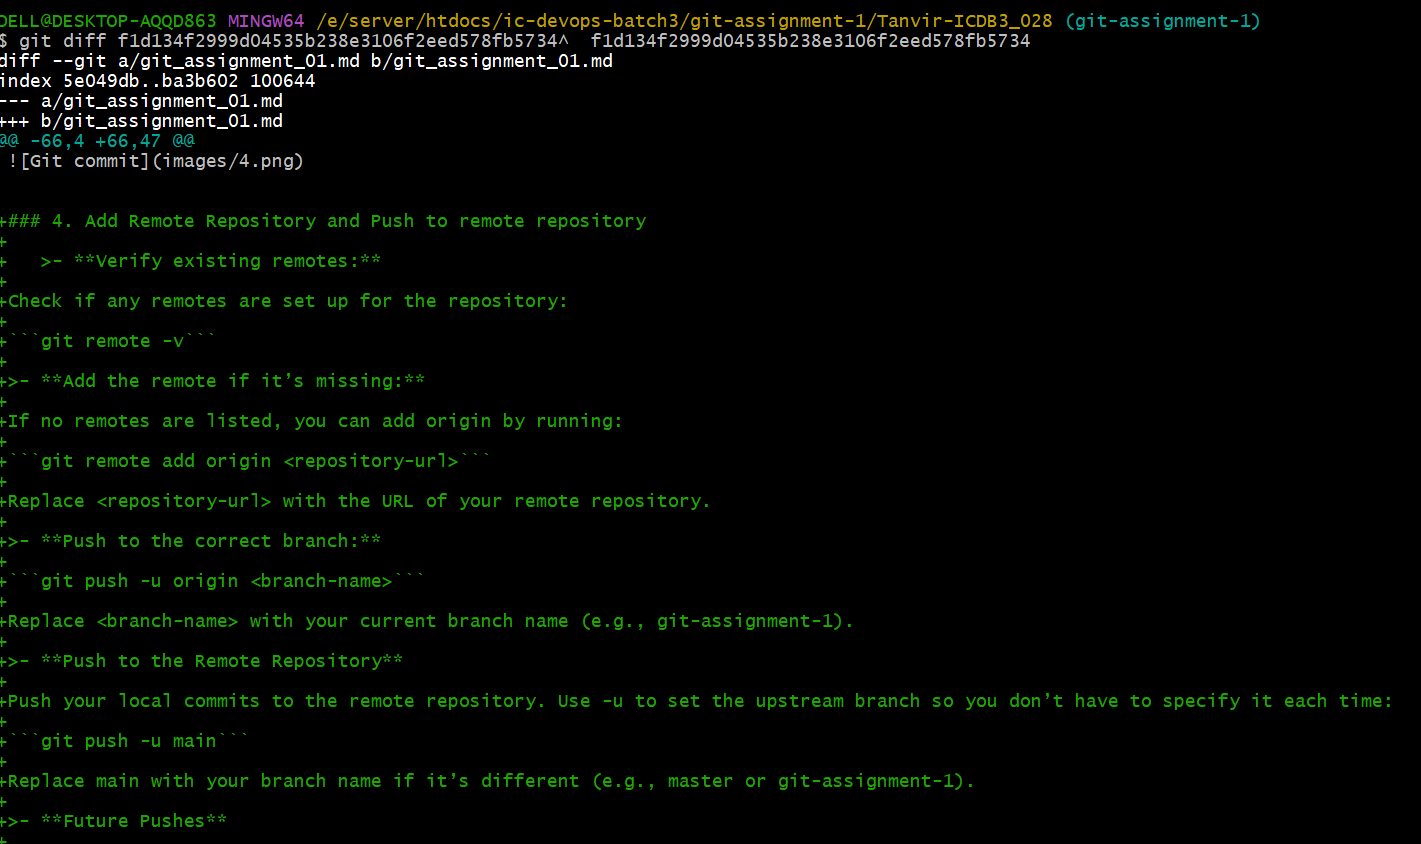 DELL@DESKTOP-AQQD863 MINGW64 /e/server/htdocs/ic-devops-batch3/git-assignment-1/Tanvir-ICDB3_028 (git-assignment-1)
$ git diff f1d134f2999d04535b238e3106f2eed578fb5734^  f1d134f2999d04535b238e3106f2eed578fb5734
diff --git a/git_assignment_01.md b/git_assignment_01.md
index 5e049db..ba3b602 100644
--- a/git_assignment_01.md
+++ b/git_assignment_01.md
@@ -66,4 +66,47 @@
 ![Git commit](images/4.png)
+### 4. Add Remote Repository and Push to remote repository
+
+   >- **Verify existing remotes:**
+
+Check if any remotes are set up for the repository:
+
+```git remote -v```
+
+>- **Add the remote if it’s missing:**
+
+If no remotes are listed, you can add origin by running:
+
+```git remote add origin <repository-url>```
+
+Replace <repository-url> with the URL of your remote repository.
+
+>- **Push to the correct branch:**
+
+```git push -u origin <branch-name>```
+
+Replace <branch-name> with your current branch name (e.g., git-assignment-1).
+
+>- **Push to the Remote Repository**
+
+Push your local commits to the remote repository. Use -u to set the upstream branch so you don’t have to specify it each time:
+
+```git push -u main```
+
+Replace main with your branch name if it’s different (e.g., master or git-assignment-1).
+
+>- **Future Pushes**
+